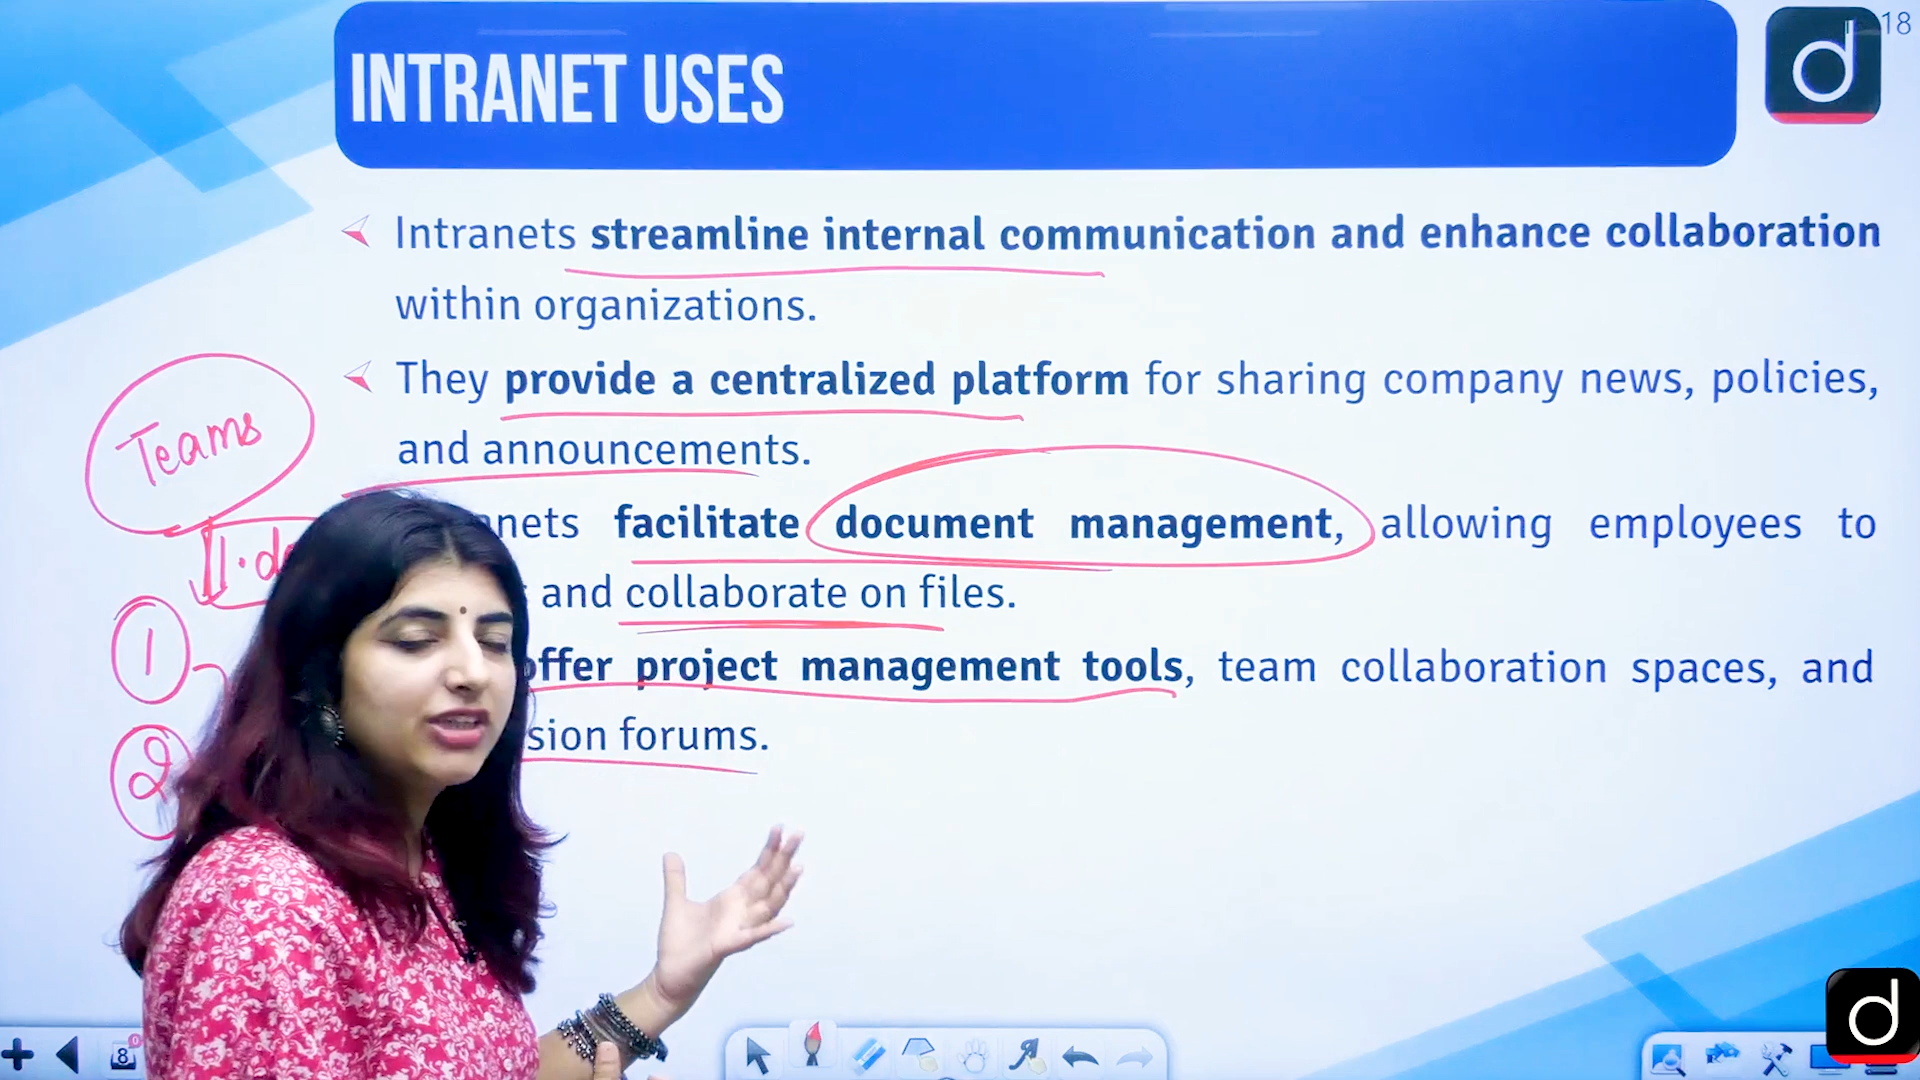 18
INTRANET USES
d
Intranets streamline internal communication and enhance collaboration
within organizations.
They provide a centralized platform for sharing company news, policies,
and announcements.
Teams
nets facilitate document management, allowing employees to
and collaborate on files.
offer project management tools, team collaboration spaces, and
sion forums.
1
2
8
d